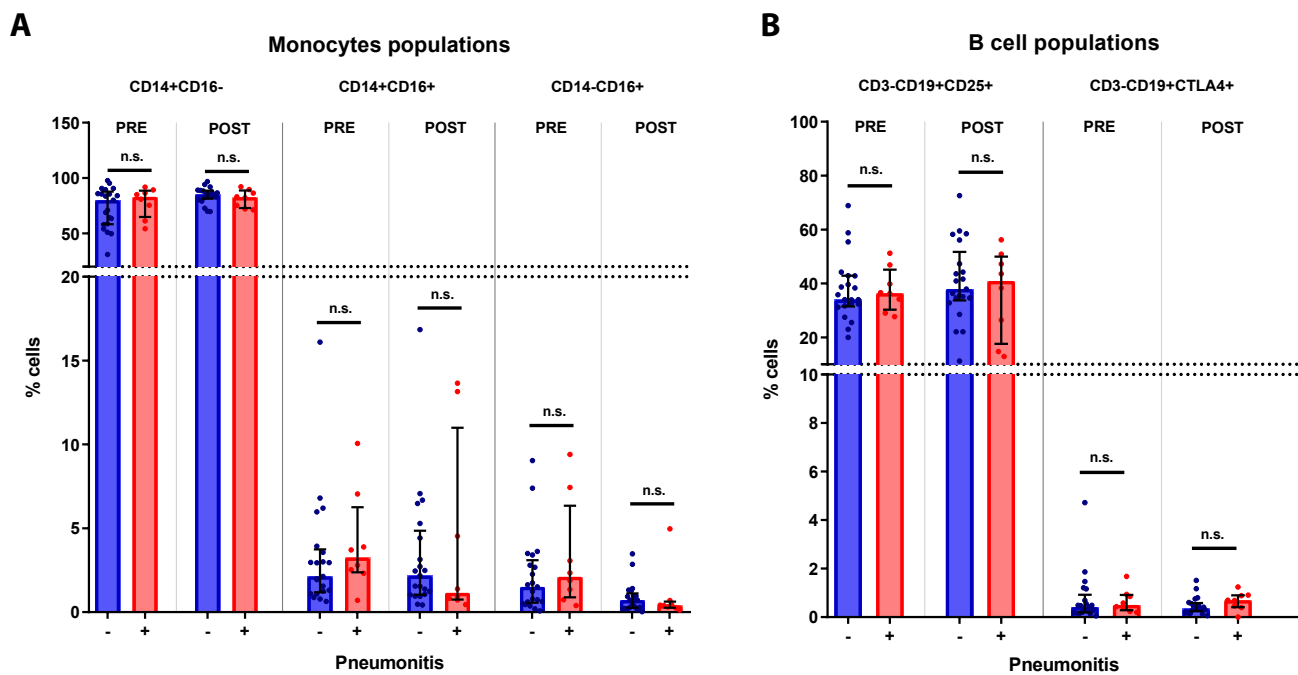 A
Monocytes populations
CD14+CD16- CD14+CD16+ CD14-CD16+
PRE POST PRE POST PRE POST
n.s. n.s. n.s. n.s. n.s. n.s.
150
100
50
20
15
10
5
0
% cells
- + - + - + - + - + - +
Pneumonitis
B
B cell populations
CD3-CD19+CD25+ CD3-CD19+CTLA4+
PRE POST PRE POST
n.s. n.s. n.s. n.s.
100
80
60
40
20
10
8
6
4
2
0
% cells
- + - + - + - +
Pneumonitis